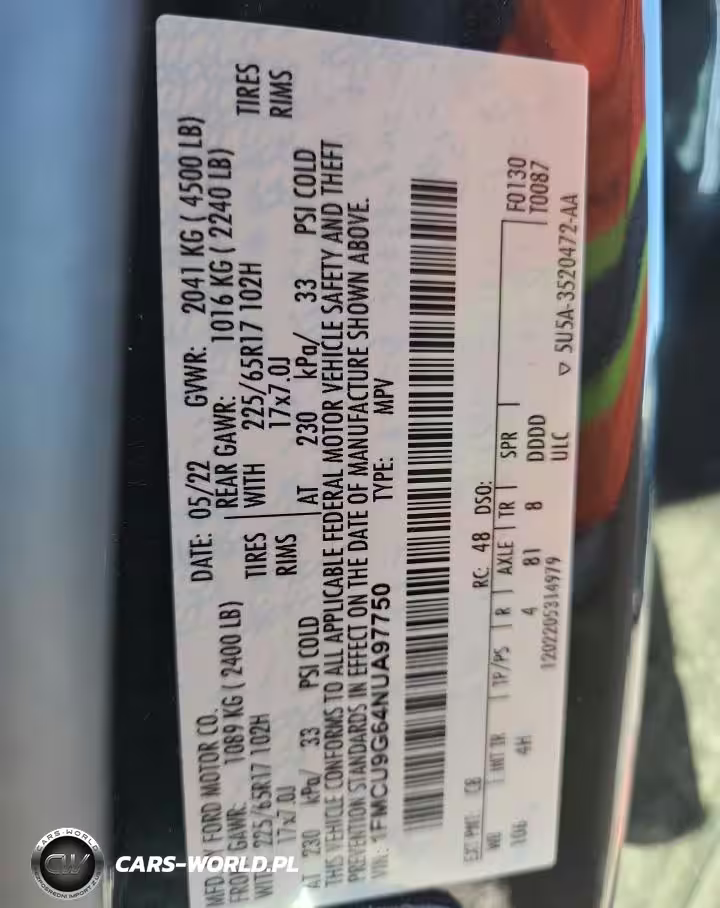 MFD. BY FORD MOTOR CO.
DATE: 05/22 GVWR: 2041 KG ( 4500 LB)
FRONT GAWR: 1089 KG ( 2400 LB) REAR GAWR: 1016 KG ( 2240 LB)
WITH 225/65R17 102H TIRES WITH 225/65R17 102H TIRES
17x7.0J RIMS 17x7.0J RIMS
AT 230 kPa/ 33 PSI COLD AT 230 kPa/ 33 PSI COLD
THIS VEHICLE CONFORMS TO ALL APPLICABLE FEDERAL MOTOR VEHICLE SAFETY AND THEFT
PREVENTION STANDARDS IN EFFECT ON THE DATE OF MANUFACTURE SHOWN ABOVE.
VIN: 1FMCU9G64NUA97750 TYPE: MPV
EXT PNT: RC: 48 DSO: F0130
WB INT TR TP/PS R AXLE TR SPR T0087
106 4H 4 81 8 DDDD
ULC
1202205314979 ▽ 5U5A-3520472-AA
CW
CARS-WORLD.PL